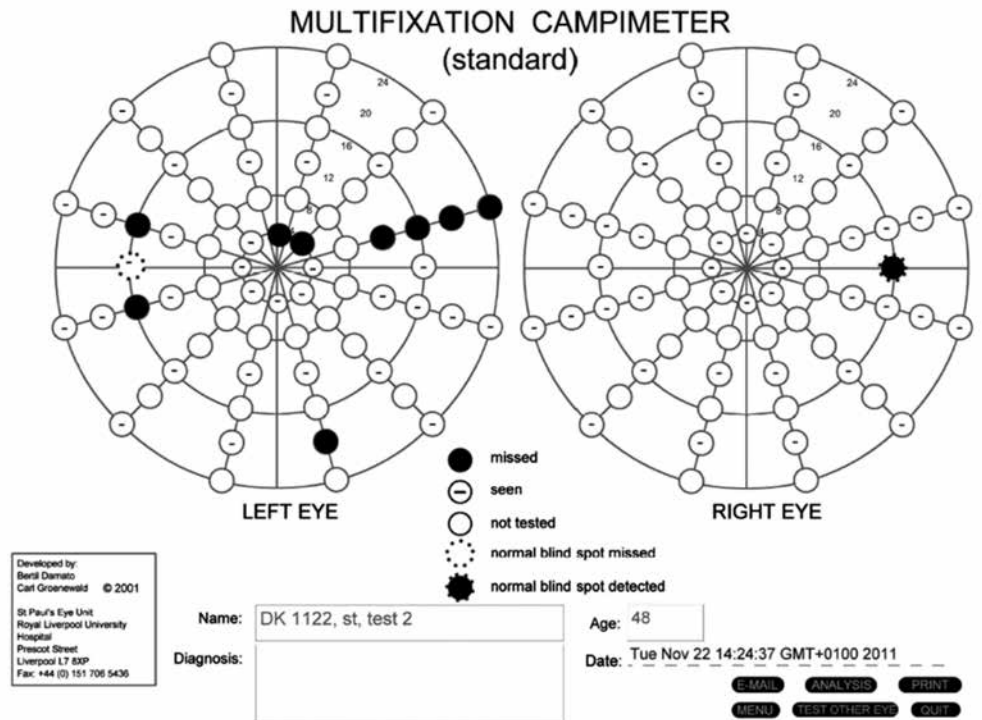 MULTIFIXATION CAMPIMETER
(standard)
24
20
16
12
8
4
24
20
16
12
8
4
LEFT EYE
RIGHT EYE
missed
seen
not tested
normal blind spot missed
normal blind spot detected
Developed by:
Bertil Damato
Carl Groenewald © 2001
St Paul's Eye Unit
Royal Liverpool University
Hospital
Prescot Street
Liverpool L7 8XP
Fax: +44 (0) 151 706 5436
Name: DK 1122, st, test 2
Age: 48
Diagnosis:
Date: Tue Nov 22 14:24:37 GMT+0100 2011
E-MAIL ANALYSIS PRINT
MENU TEST OTHER EYE QUIT